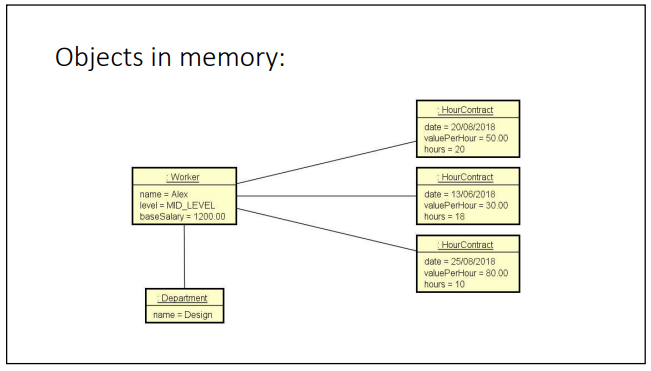 Objects in memory:
: HourContract
date = 20/08/2018
valuePerHour = 50.00
hours = 20
: Worker
name = Alex
level = MID_LEVEL
baseSalary = 1200.00
: HourContract
date = 13/06/2018
valuePerHour = 30.00
hours = 18
: HourContract
date = 25/08/2018
valuePerHour = 80.00
hours = 10
: Department
name = Design